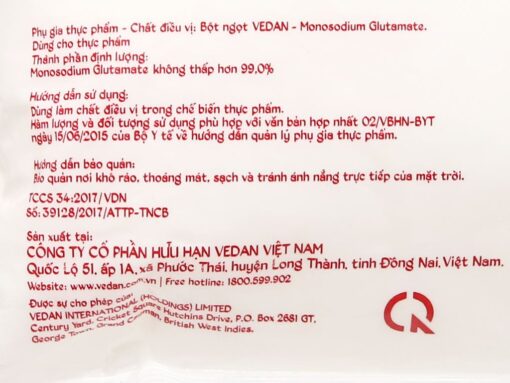 Phụ gia thực phẩm - Chất điều vị: Bột ngọt VEDAN - Monosodium Glutamate.
Dùng cho thực phẩm
Thành phần định lượng:
Monosodium Glutamate không thấp hơn 99,0%
Hướng dẫn sử dụng:
Dùng làm chất điều vị trong chế biến thực phẩm.
Hàm lượng và đối tượng sử dụng phù hợp với văn bản hợp nhất 02/VBHN-BYT
ngày 15/06/2015 của Bộ Y tế về hướng dẫn quản lý phụ gia thực phẩm.
Hướng dẫn bảo quản:
Bảo quản nơi khô ráo, thoáng mát, sạch và tránh ánh nắng trực tiếp của mặt trời.
TCCS 34:2017/VDN
Số: 39128/2017/ATTP-TNCB
Sản xuất tại:
CÔNG TY CỔ PHẦN HỮU HẠN VEDAN VIỆT NAM
Quốc Lộ 51, ấp 1A, xã Phước Thái, huyện Long Thành, tỉnh Đồng Nai, Việt Nam.
Website: www.vedan.com.vn | Free hotline: 1800.599.902
Được sự cho phép của:
VEDAN INTERNATIONAL (HOLDINGS) LIMITED
Century Yard, Cricket Square Hutchins Drive, P.O. Box 2681 GT,
George Town, Grand Cayman, British West Indies.